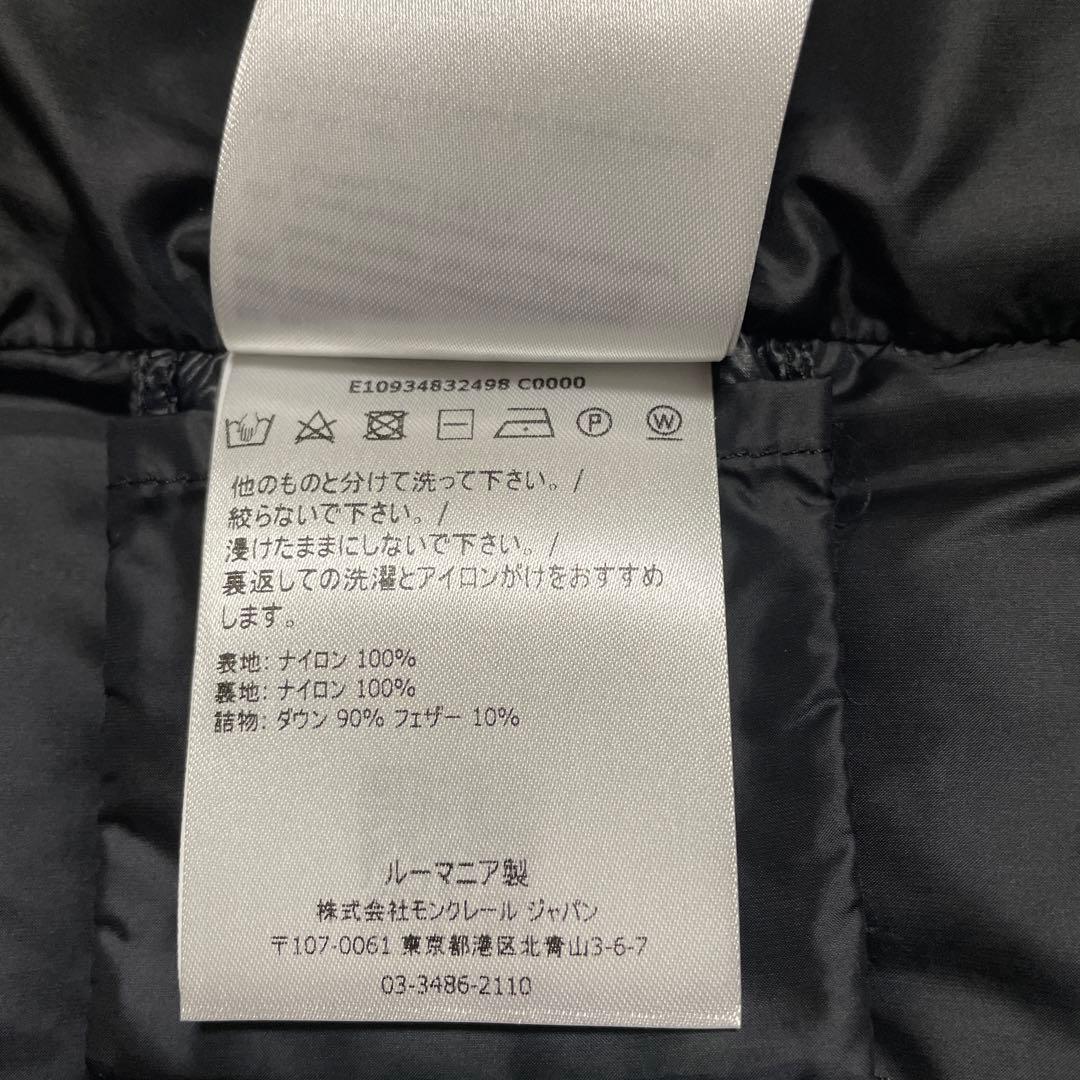 E10934832498 C0000
P W
他のものと分けて洗って下さい。/
絞らないで下さい。/
浸けたままにしないで下さい。/
裏返しての洗濯とアイロンがけをおすすめ
します。
表地: ナイロン 100%
裏地: ナイロン 100%
詰物: ダウン 90% フェザー 10%
ルーマニア製
株式会社モンクレール ジャパン
〒107-0061 東京都港区北青山3-6-7
03-3486-2110